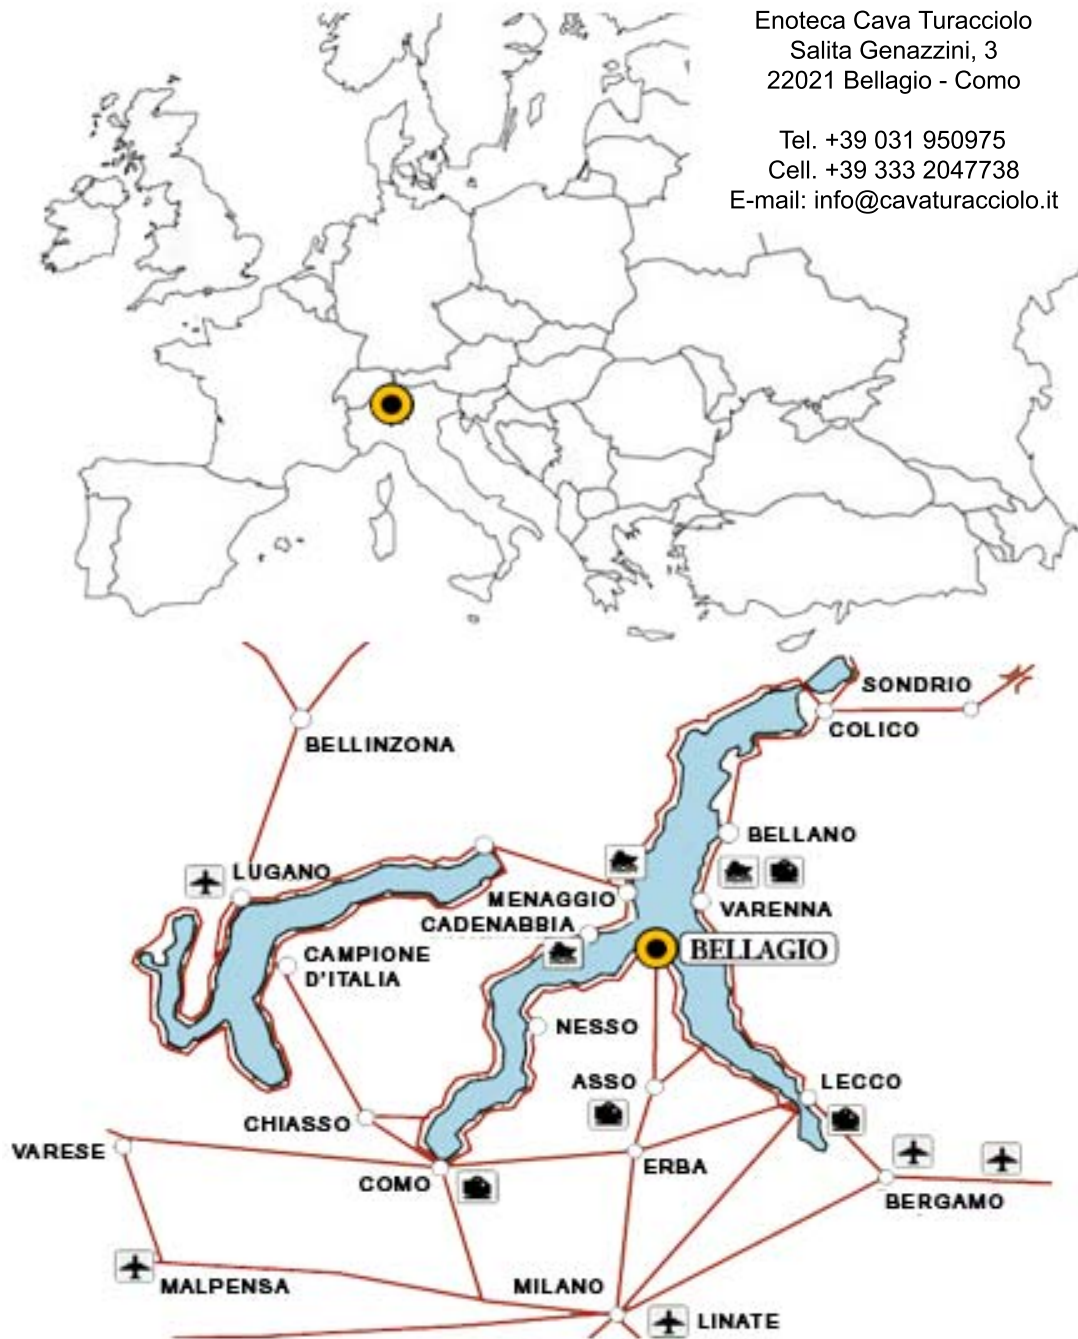 Enoteca Cava Turacciolo
Salita Genazzini, 3
22021 Bellagio - Como
Tel. +39 031 950975
Cell. +39 333 2047738
E-mail: info@cavaturacciolo.it
SONDRIO
COLICO
BELLINZONA
BELLANO
LUGANO
MENAGGIO
VARENNA
CADENABBIA
BELLAGIO
CAMPIONE
D'ITALIA
NESSO
ASSO
LECCO
CHIASSO
VARESE
ERBA
COMO
BERGAMO
MALPENSA
MILANO
LINATE